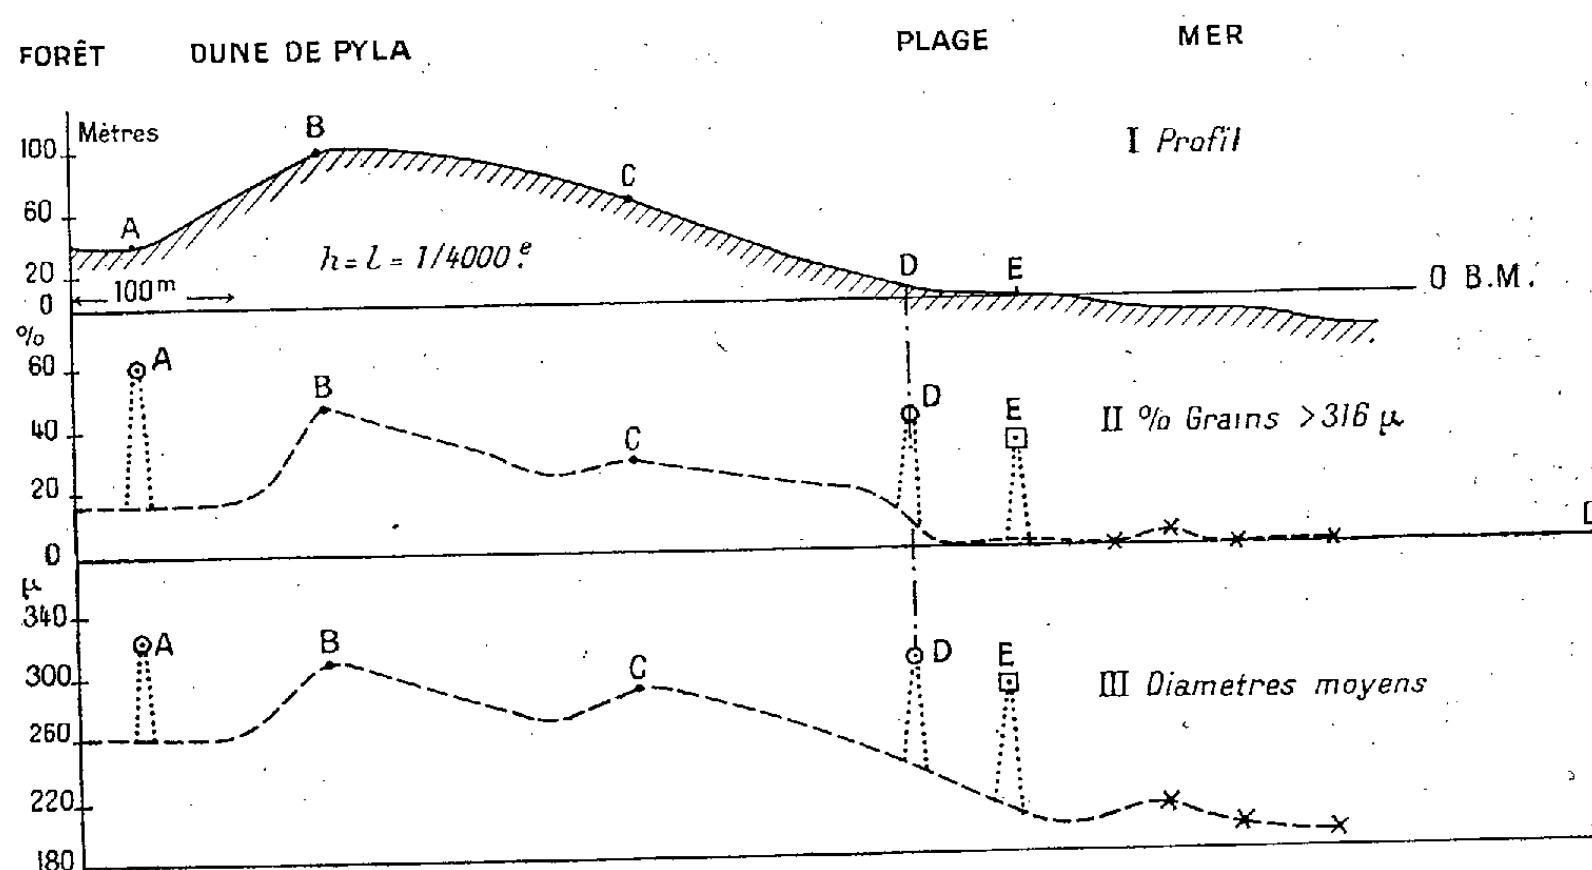 FORÊT DUNE DE PYLA PLAGE MER
Mètres
B
I Profil
100
C
60
A
h = l = 1/4000.e
D E
20
0 B.M.
100m
0
%
60
A
B
D
E
II % Grains >316 μ
40
C
20
0
μ
340
A
B
C
D
E
300
III Diametres moyens
260
220
180